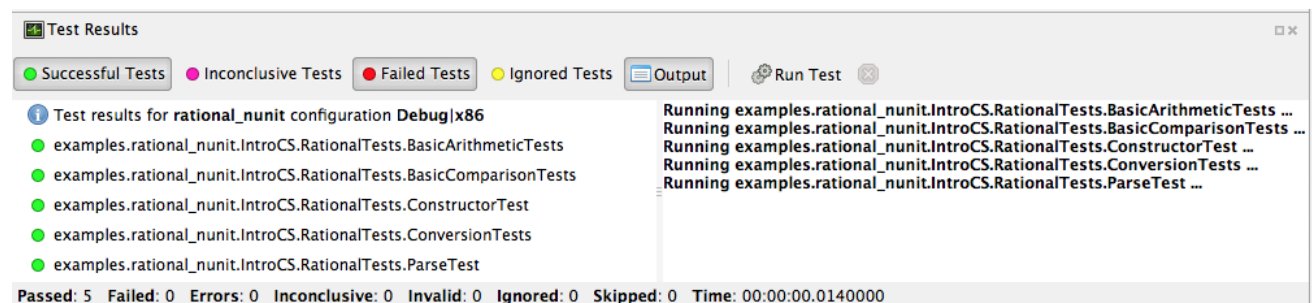 Test Results
Successful Tests Inconclusive Tests Failed Tests Ignored Tests Output Run Test
Test results for rational_nunit configuration Debug|x86
examples.rational_nunit.IntroCS.RationalTests.BasicArithmeticTests
examples.rational_nunit.IntroCS.RationalTests.BasicComparisonTests
examples.rational_nunit.IntroCS.RationalTests.ConstructorTest
examples.rational_nunit.IntroCS.RationalTests.ConversionTests
examples.rational_nunit.IntroCS.RationalTests.ParseTest
Running examples.rational_nunit.IntroCS.RationalTests.BasicArithmeticTests ...
Running examples.rational_nunit.IntroCS.RationalTests.BasicComparisonTests ...
Running examples.rational_nunit.IntroCS.RationalTests.ConstructorTest ...
Running examples.rational_nunit.IntroCS.RationalTests.ConversionTests ...
Running examples.rational_nunit.IntroCS.RationalTests.ParseTest ...
Passed: 5 Failed: 0 Errors: 0 Inconclusive: 0 Invalid: 0 Ignored: 0 Skipped: 0 Time: 00:00:00.0140000